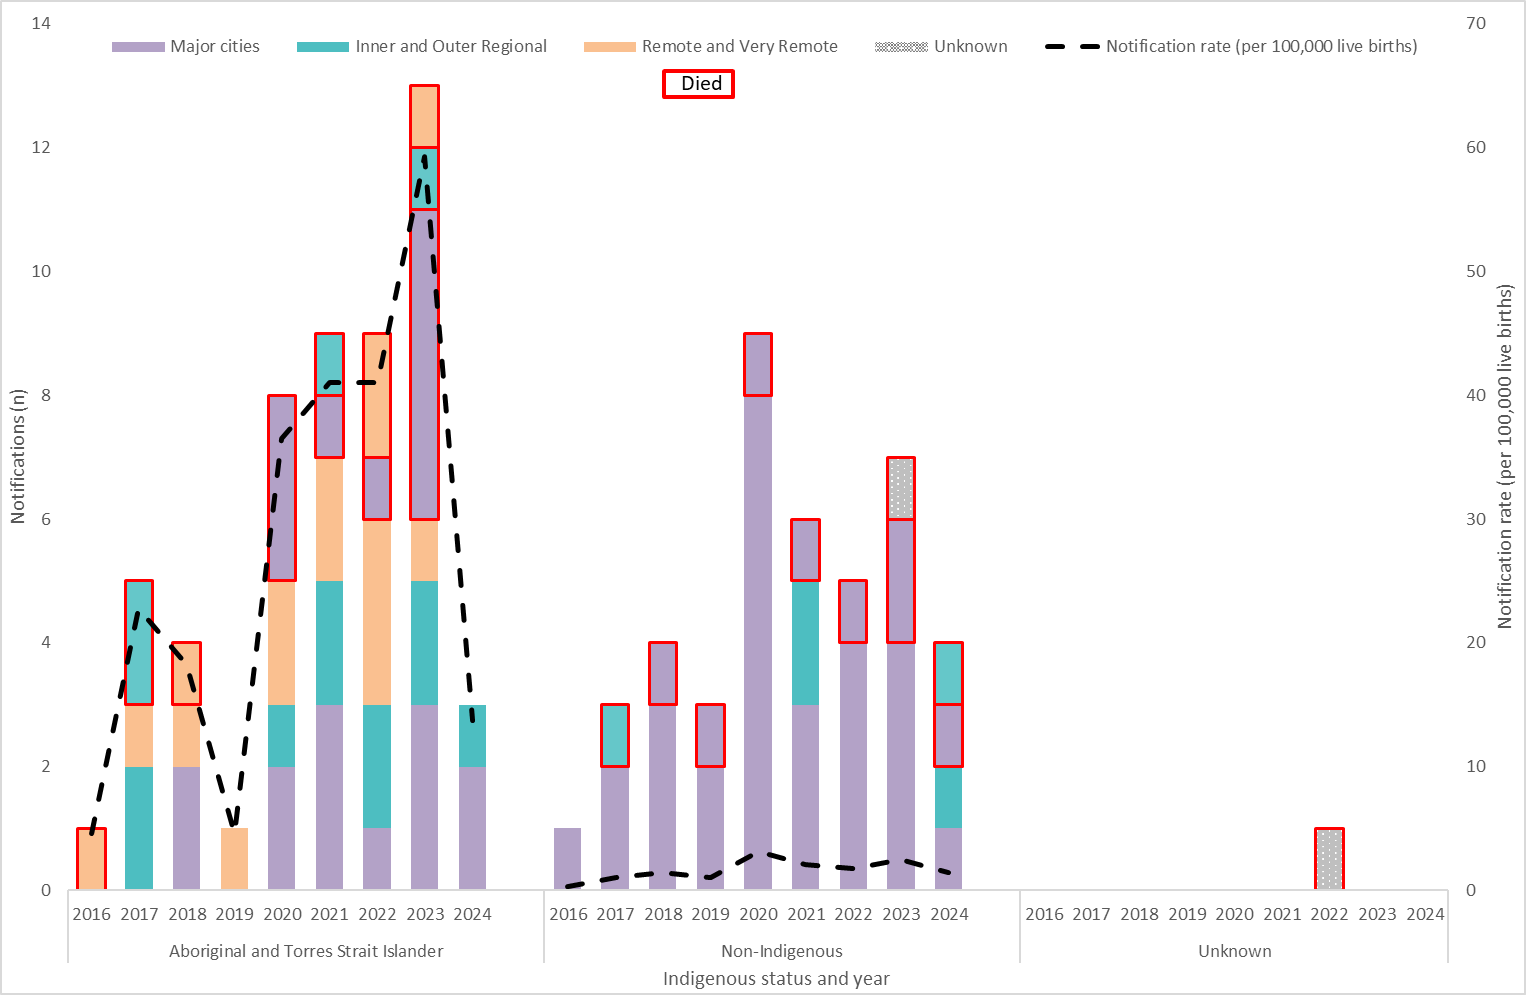 14
70
Major cities
Inner and Outer Regional
Remote and Very Remote
Unknown
Notification rate (per 100,000 live births)
Died
12
60
10
50
8
40
6
30
4
20
2
10
0
0
Notifications (n)
Notification rate (per 100,000 live births)
2016 2017 2018 2019 2020 2021 2022 2023 2024
2016 2017 2018 2019 2020 2021 2022 2023 2024
2016 2017 2018 2019 2020 2021 2022 2023 2024
Aboriginal and Torres Strait Islander
Non-Indigenous
Unknown
Indigenous status and year